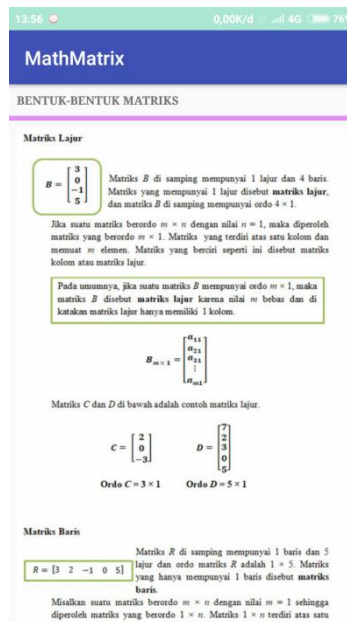 13:56 0,00K/d 4G 76%
MathMatrix
BENTUK-BENTUK MATRIKS
Matriks Lajur
B = [3 0 −1 5]
Matriks B di samping mempunyai 1 lajur dan 4 baris.
Matriks yang mempunyai 1 lajur disebut matriks lajur,
dan matriks B di samping mempunyai ordo 4 × 1.
Jika suatu matriks berordo m × n dengan nilai n = 1, maka diperoleh
matriks yang berordo m × 1. Matriks yang terdiri atas satu kolom dan
memuat m elemen. Matriks yang berciri seperti ini disebut matriks
kolom atau matriks lajur.
Pada umumnya, jika suatu matriks B mempunyai ordo m × 1, maka
matriks B disebut matriks lajur karena nilai m bebas dan di
katakan matriks lajur hanya memiliki 1 kolom.
Bm×1 = [a11 a21 a31 ⋮ am1]
Matriks C dan D di bawah adalah contoh matriks lajur.
C = [2 0 −3] D = [7 2 3 0 5]
Ordo C = 3 × 1 Ordo D = 5 × 1
Matriks Baris
R = [3 2 −1 0 5]
Matriks R di samping mempunyai 1 baris dan 5
lajur dan ordo matriks R adalah 1 × 5. Matriks
yang hanya mempunyai 1 baris disebut matriks
baris.
Misalkan suatu matriks berordo m × n dengan nilai m = 1 sehingga
diperoleh matriks yang berordo 1 × n. Matriks 1 × n terdiri atas satu